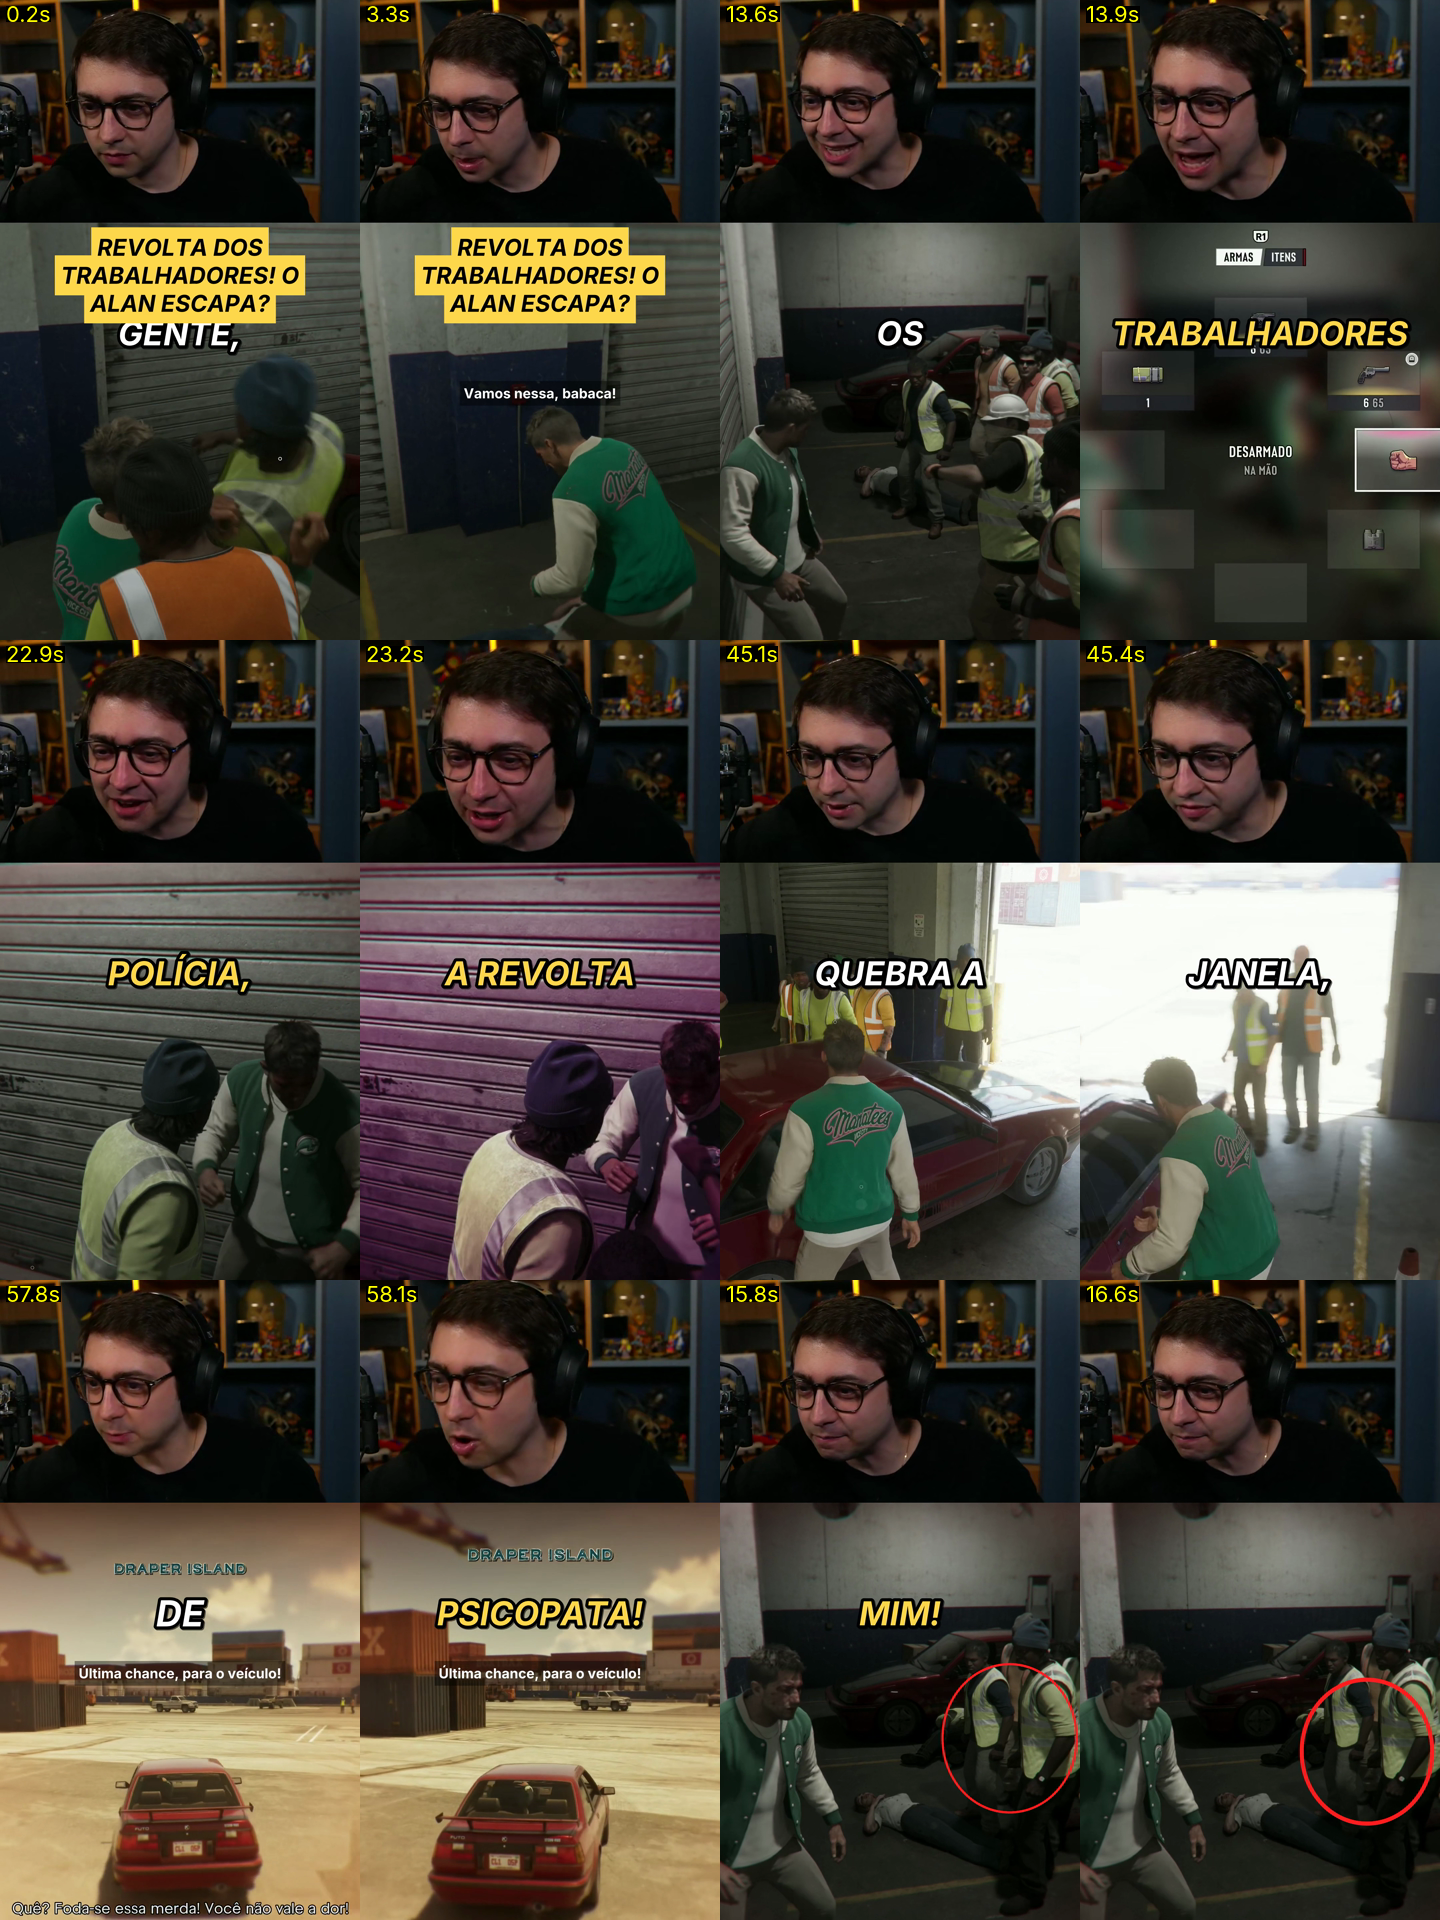 0.2s
3.3s
13.6s
13.9s
REVOLTA DOS
TRABALHADORES! O
ALAN ESCAPA?
GENTE,
REVOLTA DOS
TRABALHADORES! O
ALAN ESCAPA?
Vamos nessa, babaca!
OS
R1
ARMAS ITENS
TRABALHADORES
1
6 65
DESARMADO
NA MÃO
22.9s
23.2s
45.1s
45.4s
POLÍCIA,
A REVOLTA
QUEBRA A
Manatees
JANELA,
57.8s
58.1s
15.8s
16.6s
DRAPER ISLAND
DE
Última chance, para o veículo!
Quê? Foda-se essa merda! Você não vale a dor!
DRAPER ISLAND
PSICOPATA!
Última chance, para o veículo!
MIM!